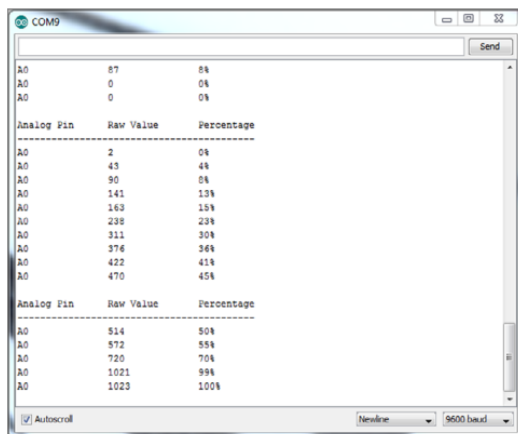 COM9
Send
A0 87 8%
A0 0 0%
A0 0 0%
Analog Pin Raw Value Percentage
----------------------------------------
A0 2 0%
A0 43 4%
A0 90 8%
A0 141 13%
A0 163 15%
A0 238 23%
A0 311 30%
A0 376 36%
A0 422 41%
A0 470 45%
Analog Pin Raw Value Percentage
----------------------------------------
A0 514 50%
A0 572 55%
A0 720 70%
A0 1021 99%
A0 1023 100%
Autoscroll Newline 9600 baud